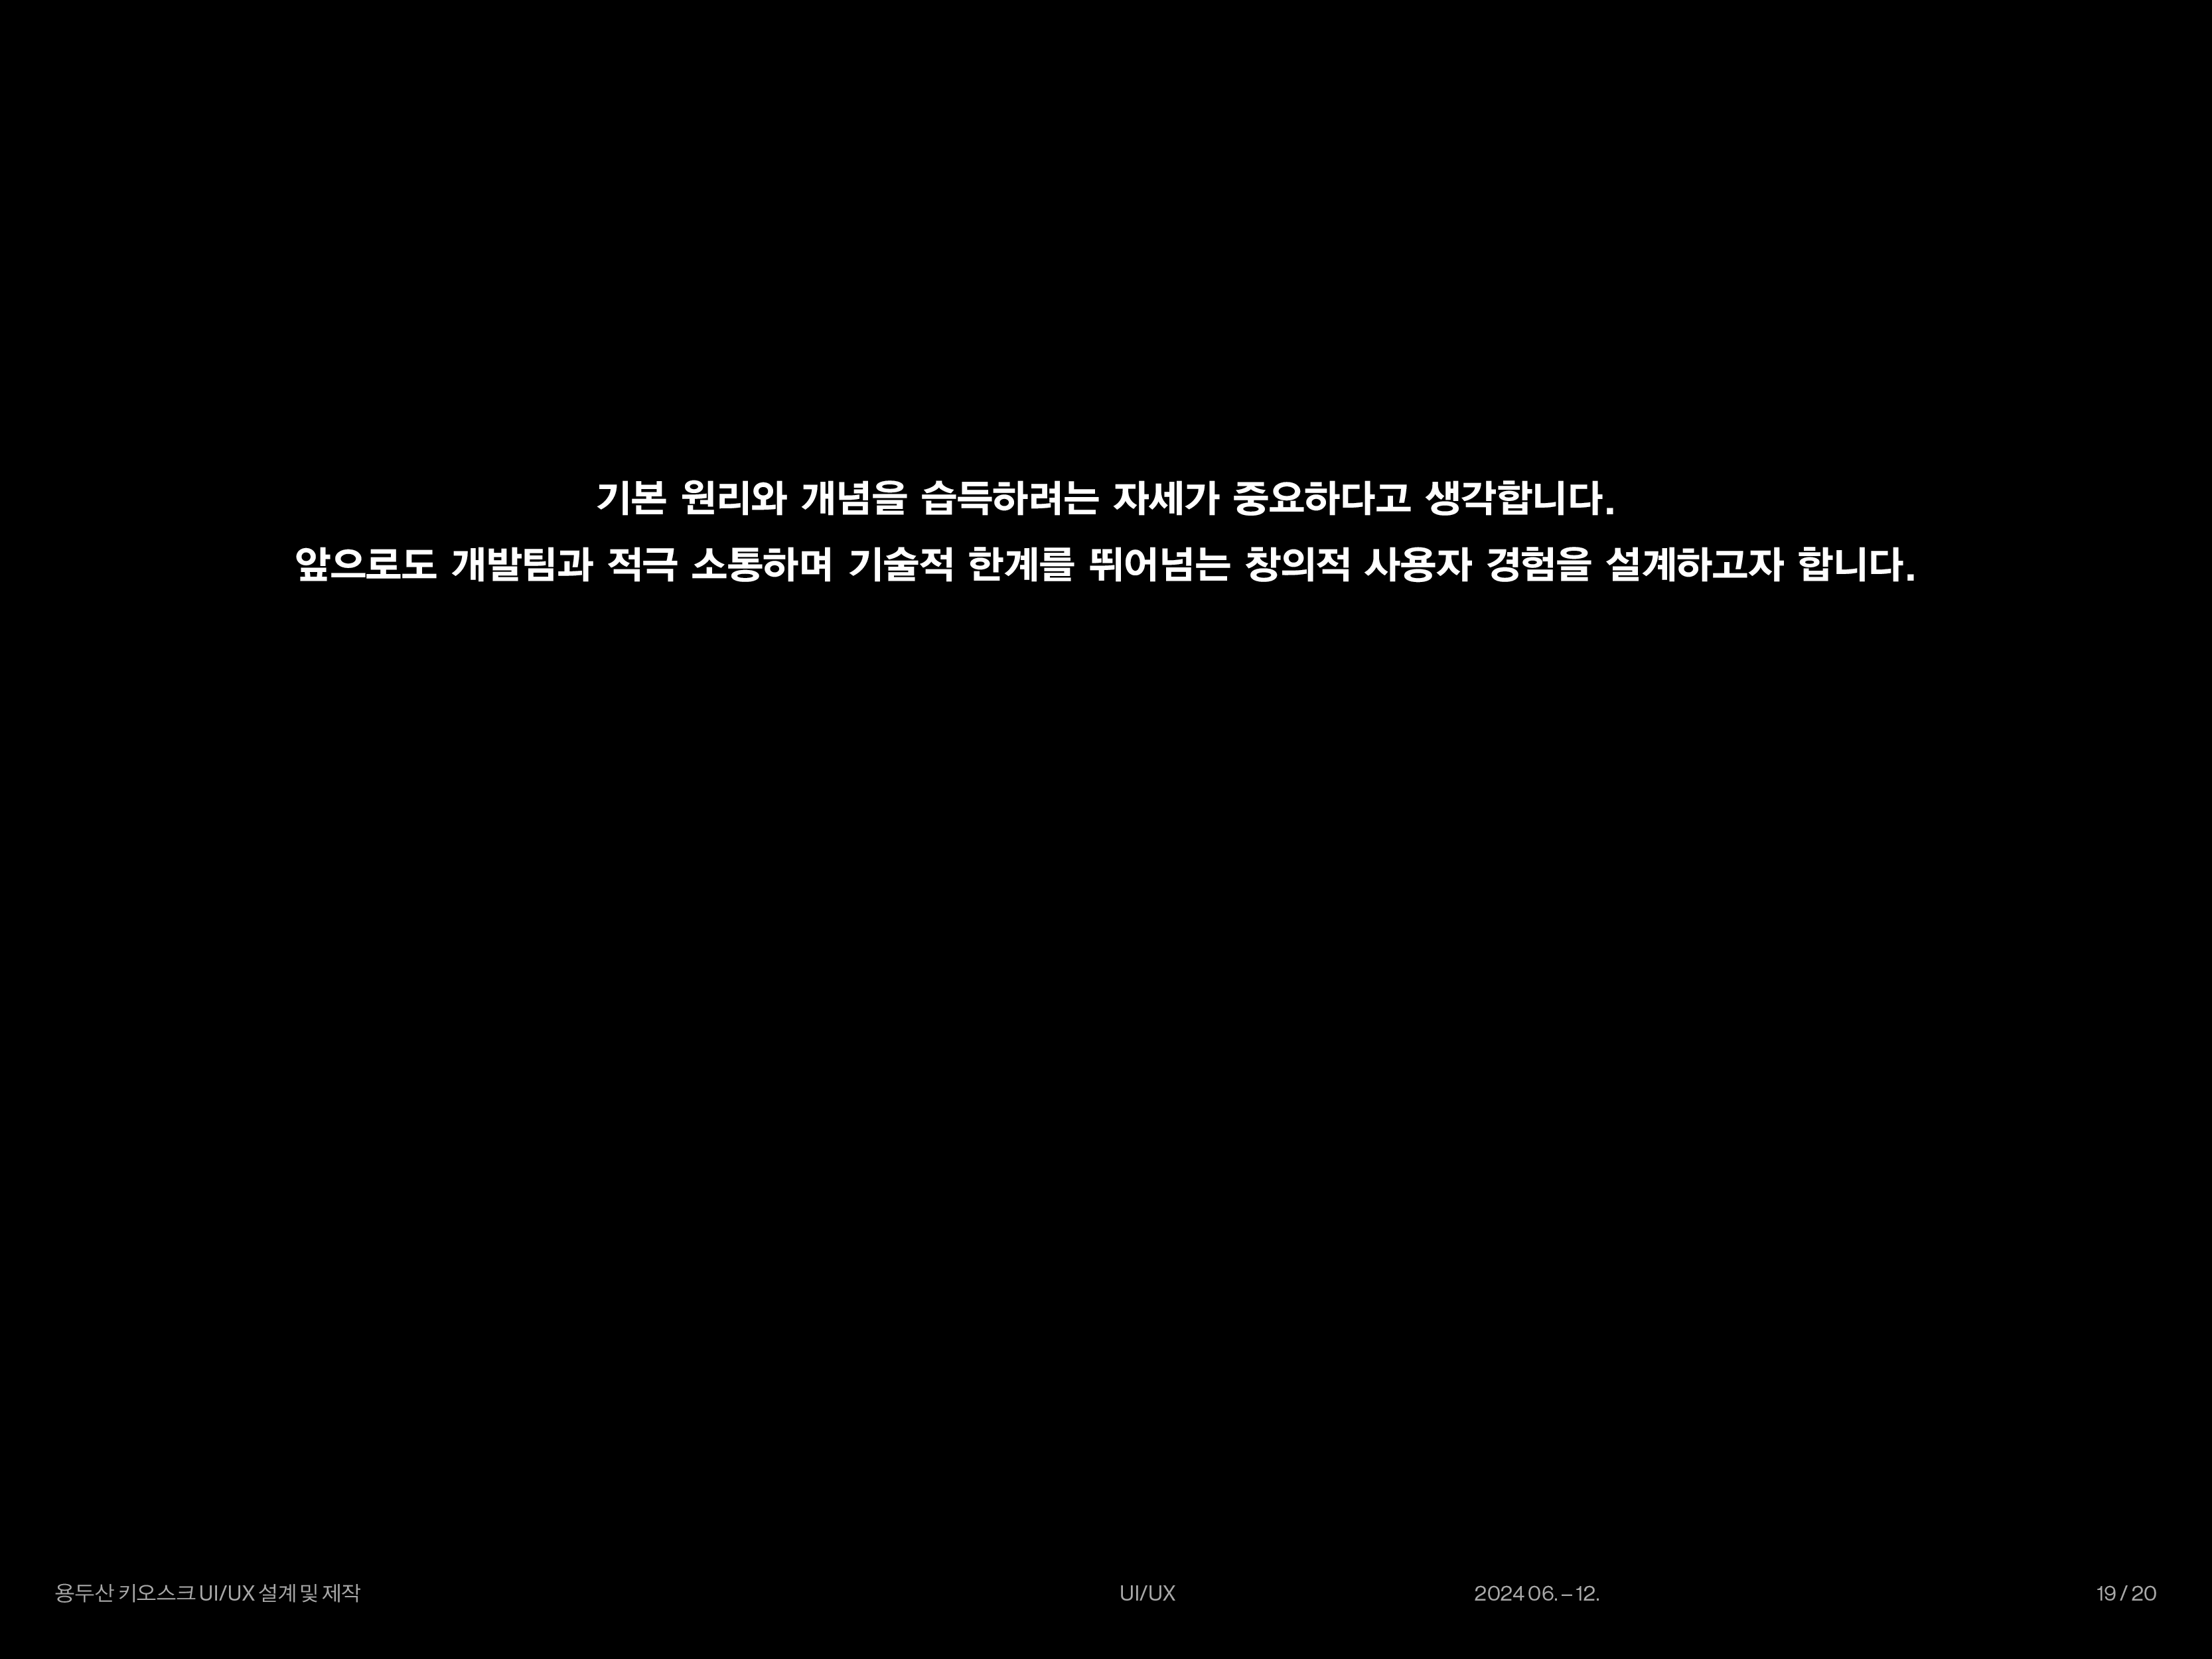 기본 원리와 개념을 습득하려는 자세가 중요하다고 생각합니다.
앞으로도 개발팀과 적극 소통하며 기술적 한계를 뛰어넘는 창의적 사용자 경험을 설계하고자 합니다.
용두산 키오스크 UI/UX 설계 및 제작
UI/UX
2024 06. – 12.
19 / 20